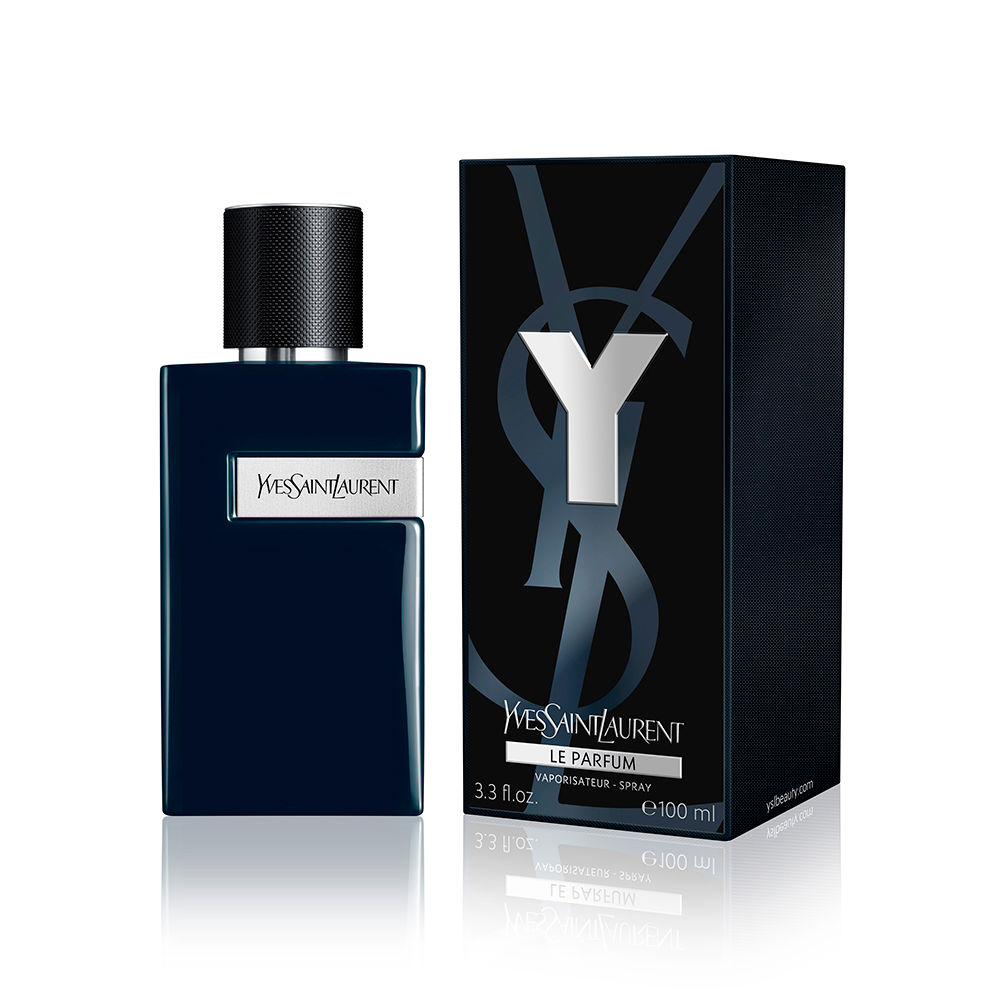 YVESSAINTLAURENT
Y
YVESSAINTLAURENT
LE PARFUM
VAPORISATEUR - SPRAY
3.3 fl.oz.
℮100 ml
yslbeauty.com